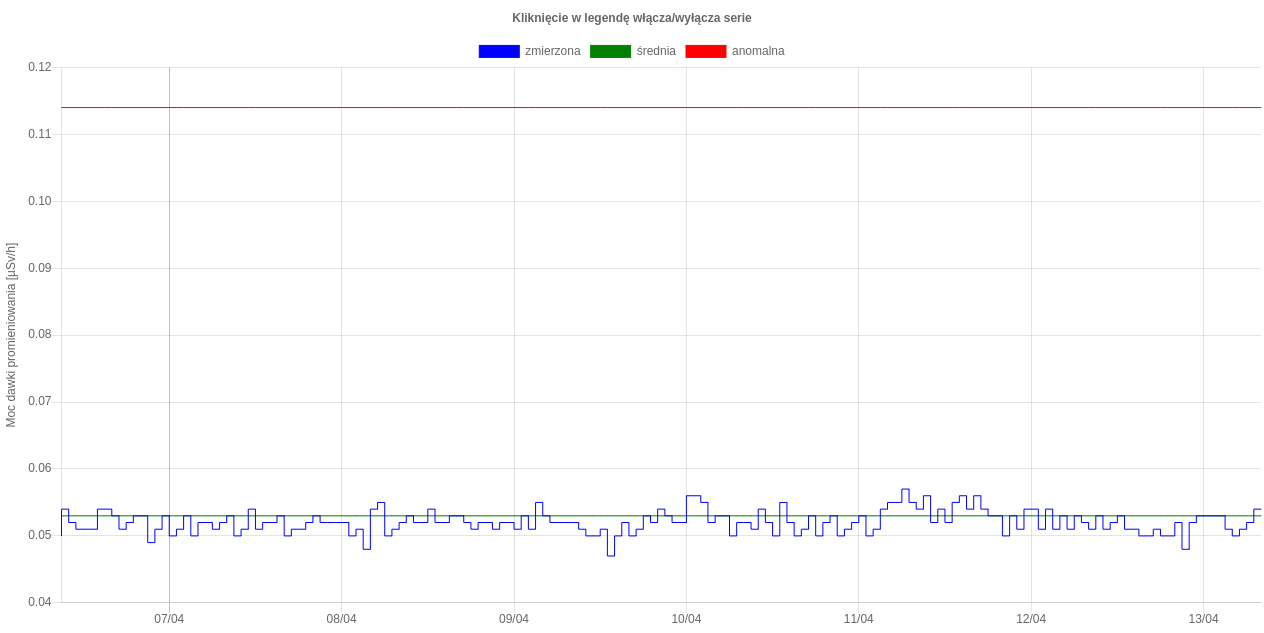 Kliknięcie w legendę włącza/wyłącza serie
zmierzona średnia anomalna
Moc dawki promieniowania [µSv/h]
0.12
0.11
0.10
0.09
0.08
0.07
0.06
0.05
0.04
07/04 08/04 09/04 10/04 11/04 12/04 13/04